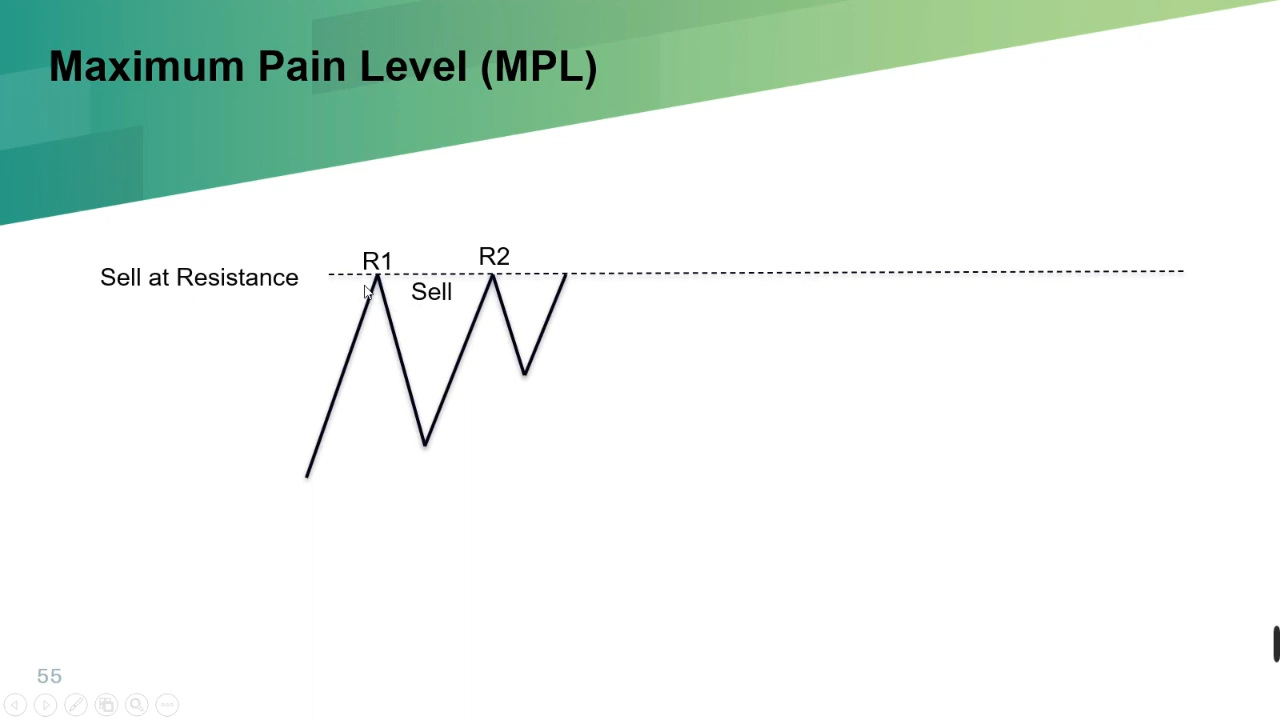 Maximum Pain Level (MPL)
R1
R2
Sell at Resistance
Sell
55